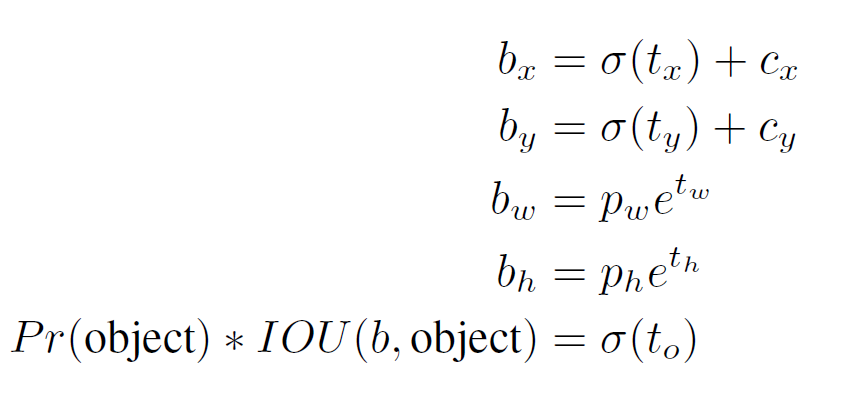 b_x = σ(t_x) + c_x
b_y = σ(t_y) + c_y
b_w = p_w e^{t_w}
b_h = p_h e^{t_h}
Pr(object) * IOU(b, object) = σ(t_o)